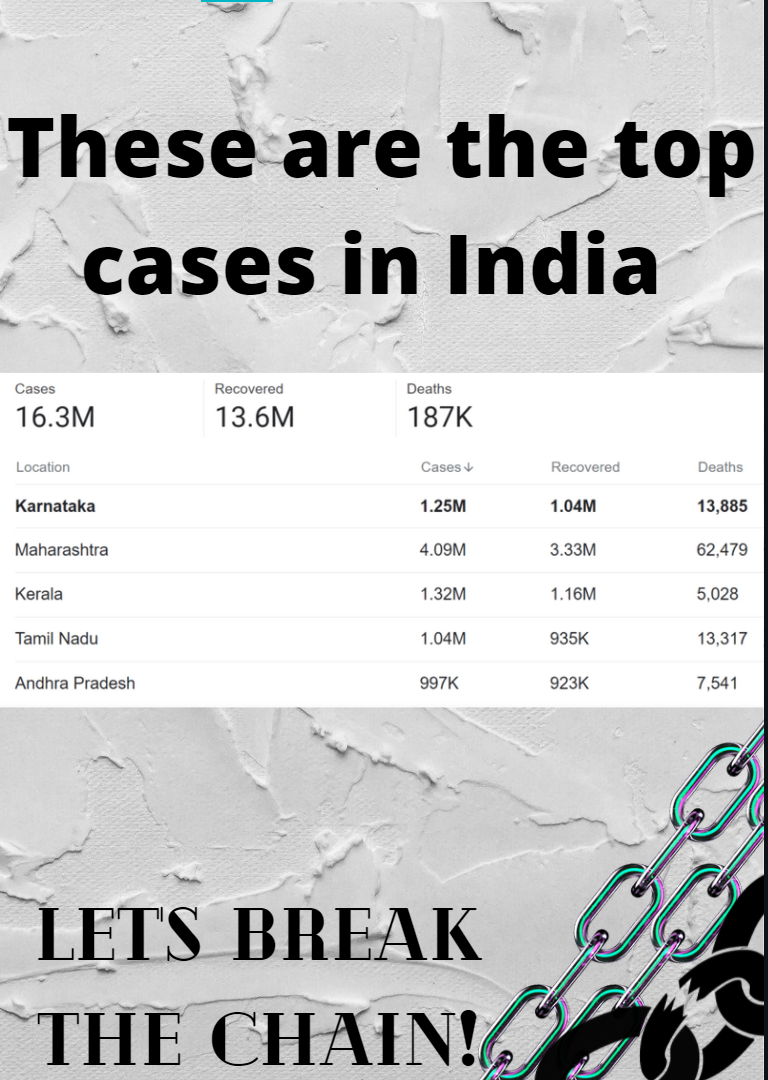 These are the top
cases in India
Cases Recovered Deaths
16.3M 13.6M 187K
Location Cases↓ Recovered Deaths
Karnataka 1.25M 1.04M 13,885
Maharashtra 4.09M 3.33M 62,479
Kerala 1.32M 1.16M 5,028
Tamil Nadu 1.04M 935K 13,317
Andhra Pradesh 997K 923K 7,541
LET'S BREAK
THE CHAIN!